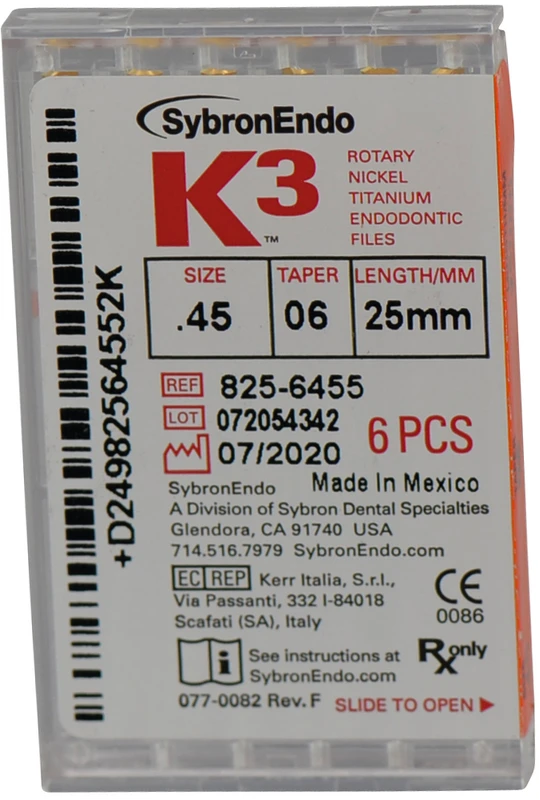 SybronEndo
K3™
ROTARY
NICKEL
TITANIUM
ENDODONTIC
FILES
SIZE TAPER LENGTH/MM
.45 06 25mm
REF 825-6455
LOT 072054342
07/2020
6 PCS
SybronEndo Made In Mexico
A Division of Sybron Dental Specialties
Glendora, CA 91740 USA
714.516.7979 SybronEndo.com
EC REP Kerr Italia, S.r.l.,
Via Passanti, 332 I-84018
Scafati (SA), Italy
CE
0086
i See instructions at
SybronEndo.com
Rx only
077-0082 Rev. F SLIDE TO OPEN ▶
+D24982564552K